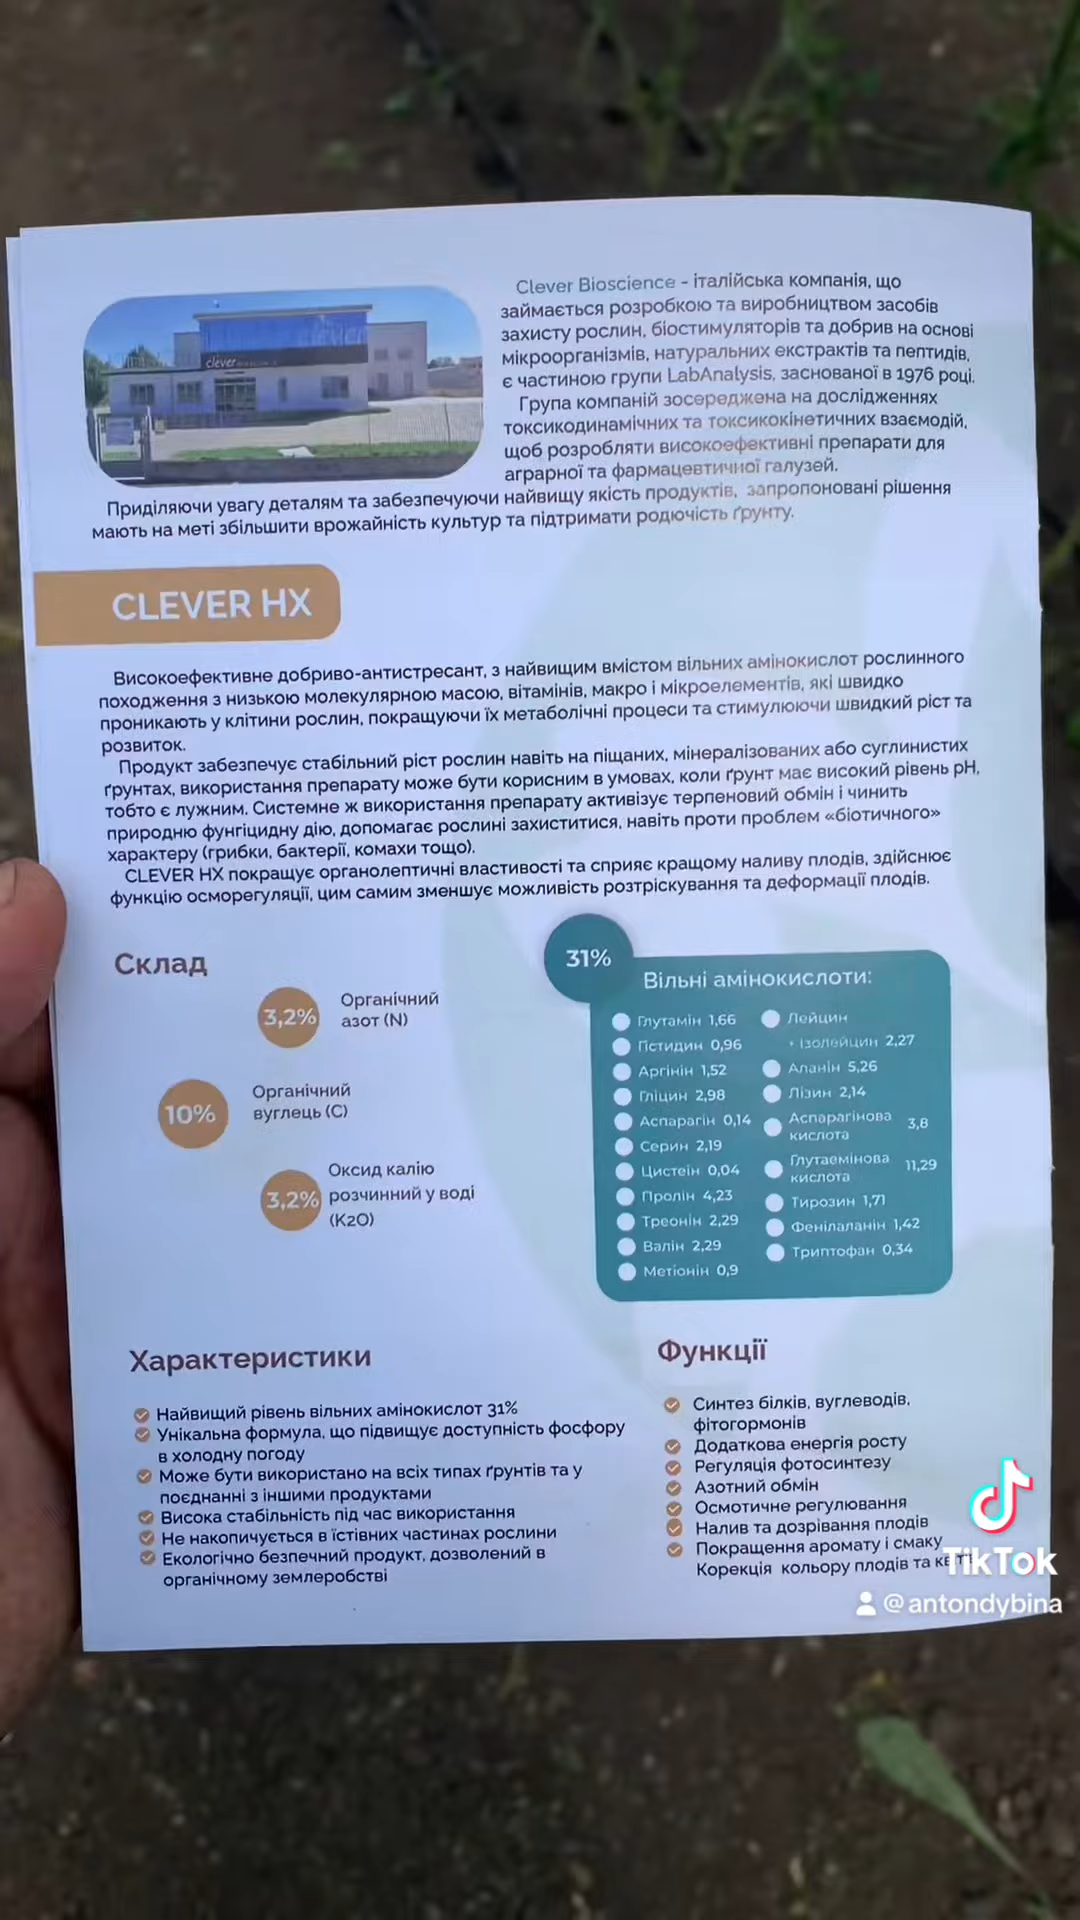 Clever Bioscience - італійська компанія, що
займається розробкою та виробництвом засобів
захисту рослин, біостимуляторів та добрив на основі
мікроорганізмів, натуральних екстрактів та пептидів,
є частиною групи LabAnalysis, заснованої в 1976 році.
Група компаній зосереджена на дослідженнях
токсикодинамічних та токсикокінетичних взаємодій,
щоб розробляти високоефективні препарати для
аграрної та фармацевтичної галузей.
Приділяючи увагу деталям та забезпечуючи найвищу якість продуктів, запропоновані рішення
мають на меті збільшити врожайність культур та підтримати родючість ґрунту.
clever
CLEVER HX
Високоефективне добриво-антистресант, з найвищим вмістом вільних амінокислот рослинного
походження з низькою молекулярною масою, вітамінів, макро і мікроелементів, які швидко
проникають у клітини рослин, покращуючи їх метаболічні процеси та стимулюючи швидкий ріст та
розвиток.
Продукт забезпечує стабільний ріст рослин навіть на піщаних, мінералізованих або суглинистих
ґрунтах, використання препарату може бути корисним в умовах, коли ґрунт має високий рівень pH,
тобто є лужним. Системне ж використання препарату активізує терпеновий обмін і чинить
природню фунгіцидну дію, допомагає рослині захиститися, навіть проти проблем «біотичного»
характеру (грибки, бактерії, комахи тощо).
CLEVER HX покращує органолептичні властивості та сприяє кращому наливу плодів, здійснює
функцію осморегуляції, цим самим зменшує можливість розтріскування та деформації плодів.
Склад
3,2% Органічний
азот (N)
10% Органічний
вуглець (C)
3,2% Оксид калію
розчинний у воді
(K2O)
31%
Вільні амінокислоти:
Глутамін 1,66
Гістидин 0,96
Аргінін 1,52
Гліцин 2,98
Аспарагін 0,14
Серин 2,19
Цистеїн 0,04
Пролін 4,23
Треонін 2,29
Валін 2,29
Метіонін 0,9
Лейцин
+ Ізолейцин 2,27
Аланін 5,26
Лізин 2,14
Аспарагінова
кислота 3,8
Глутаемінова
кислота 11,29
Тирозин 1,71
Фенілаланін 1,42
Триптофан 0,34
Характеристики
Найвищий рівень вільних амінокислот 31%
Унікальна формула, що підвищує доступність фосфору
в холодну погоду
Може бути використано на всіх типах ґрунтів та у
поєднанні з іншими продуктами
Висока стабільність під час використання
Не накопичується в їстівних частинах рослини
Екологічно безпечний продукт, дозволений в
органічному землеробстві
Функції
Синтез білків, вуглеводів,
фітогормонів
Додаткова енергія росту
Регуляція фотосинтезу
Азотний обмін
Осмотичне регулювання
Налив та дозрівання плодів
Покращення аромату і смаку
Корекція кольору плодів та
TikTok
@antondybina